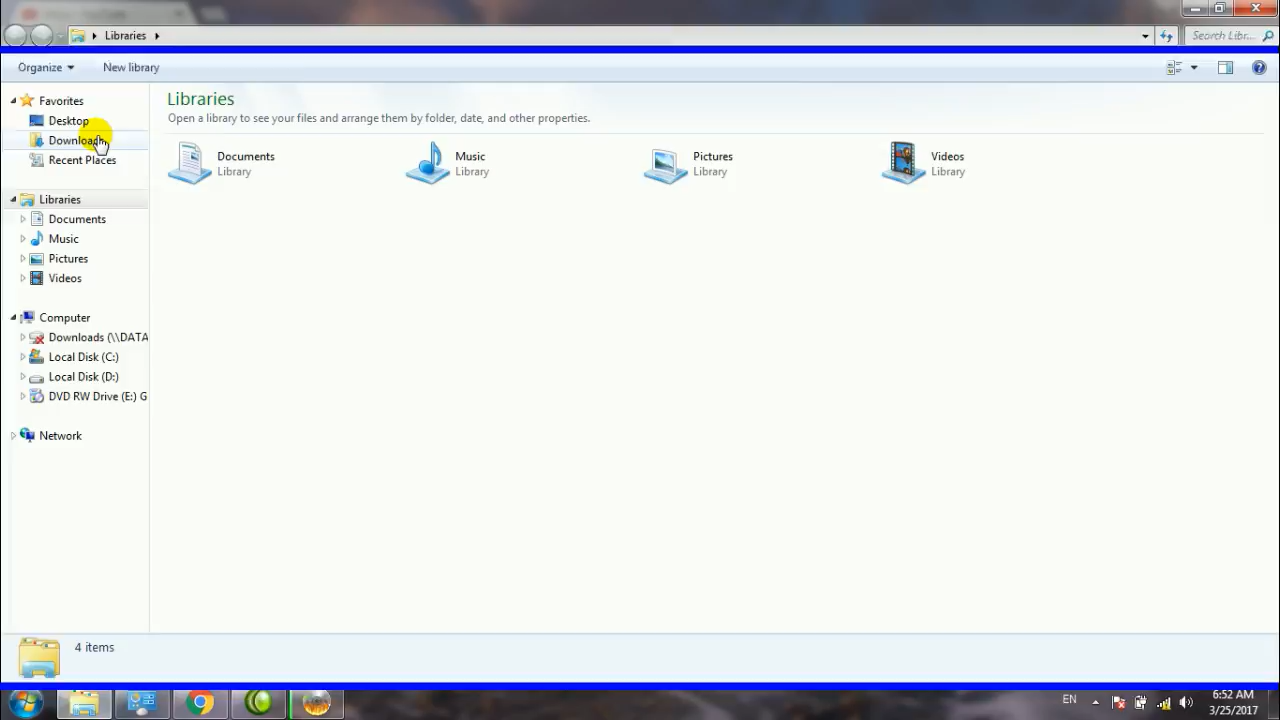 Libraries
Search Libr...
Organize
New library
Favorites
Desktop
Downloads
Recent Places
Libraries
Documents
Music
Pictures
Videos
Computer
Downloads (\\DATA
Local Disk (C:)
Local Disk (D:)
DVD RW Drive (E:) G
Network
Libraries
Open a library to see your files and arrange them by folder, date, and other properties.
Documents
Library
Music
Library
Pictures
Library
Videos
Library
4 items
EN
6:52 AM
3/25/2017